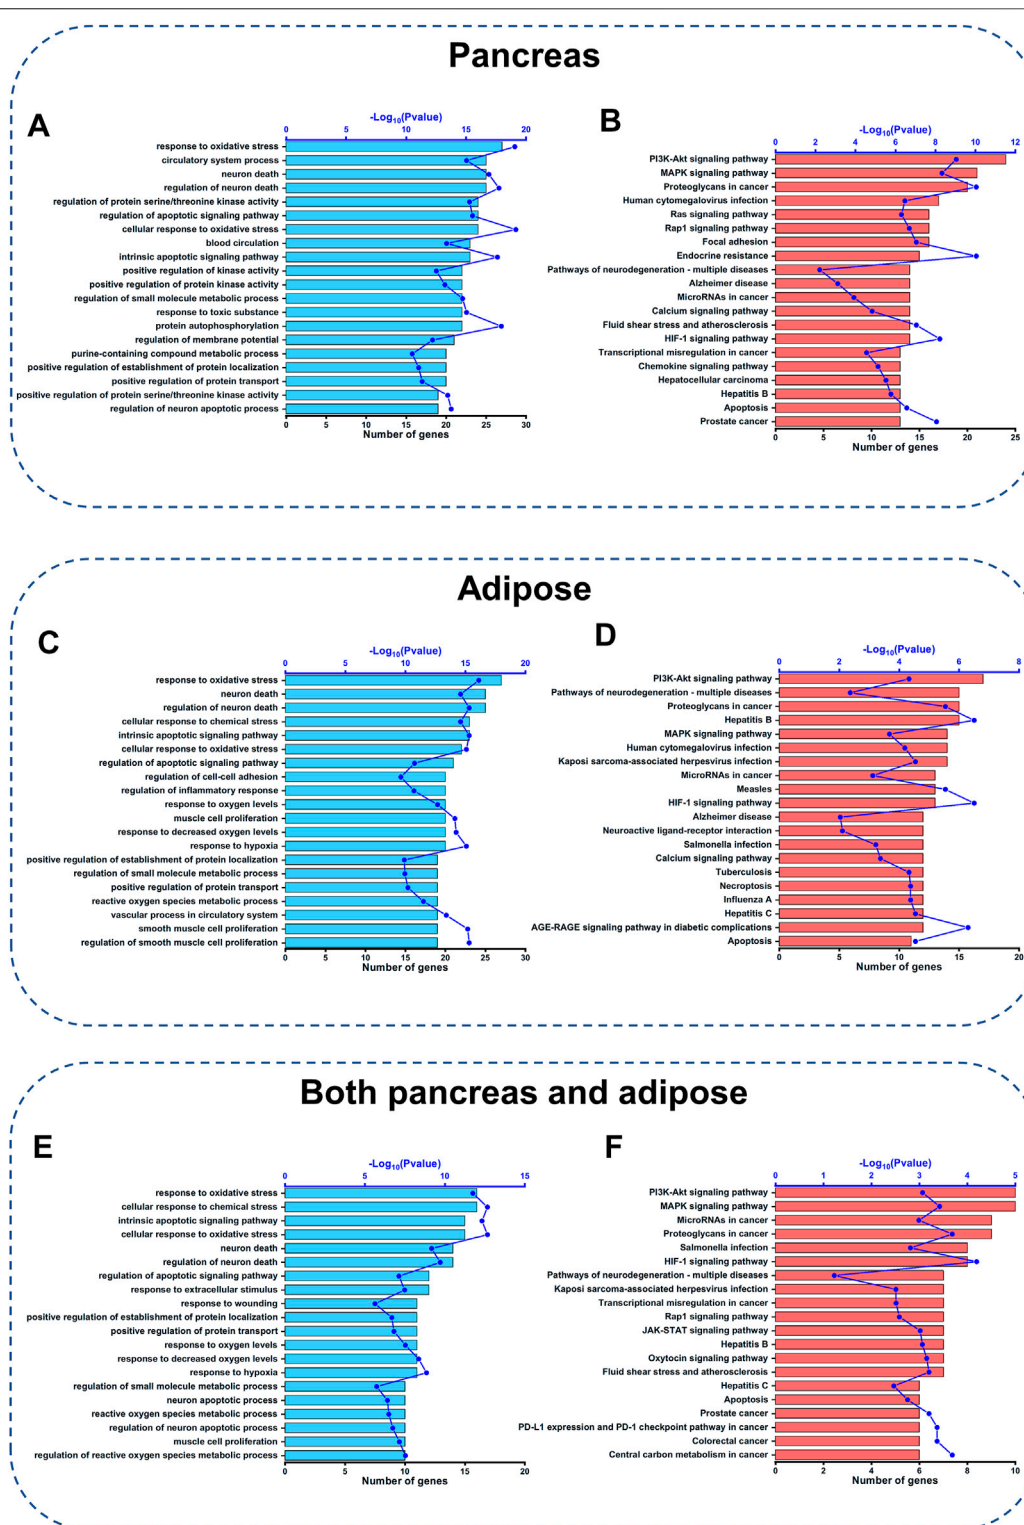 Pancreas
A
-Log10(Pvalue)
0 5 10 15 20
response to oxidative stress
circulatory system process
neuron death
regulation of neuron death
regulation of protein serine/threonine kinase activity
regulation of apoptotic signaling pathway
cellular response to oxidative stress
blood circulation
intrinsic apoptotic signaling pathway
positive regulation of kinase activity
positive regulation of protein kinase activity
regulation of small molecule metabolic process
response to toxic substance
protein autophosphorylation
regulation of membrane potential
purine-containing compound metabolic process
positive regulation of establishment of protein localization
positive regulation of protein transport
positive regulation of protein serine/threonine kinase activity
regulation of neuron apoptotic process
0 5 10 15 20 25 30
Number of genes
B
-Log10(Pvalue)
0 2 4 6 8 10 12
PI3K-Akt signaling pathway
MAPK signaling pathway
Proteoglycans in cancer
Human cytomegalovirus infection
Ras signaling pathway
Rap1 signaling pathway
Focal adhesion
Endocrine resistance
Pathways of neurodegeneration - multiple diseases
Alzheimer disease
MicroRNAs in cancer
Calcium signaling pathway
Fluid shear stress and atherosclerosis
HIF-1 signaling pathway
Transcriptional misregulation in cancer
Chemokine signaling pathway
Hepatocellular carcinoma
Hepatitis B
Apoptosis
Prostate cancer
0 5 10 15 20 25
Number of genes
Adipose
C
-Log10(Pvalue)
0 5 10 15 20
response to oxidative stress
neuron death
regulation of neuron death
cellular response to chemical stress
intrinsic apoptotic signaling pathway
cellular response to oxidative stress
regulation of apoptotic signaling pathway
regulation of cell-cell adhesion
regulation of inflammatory response
response to oxygen levels
muscle cell proliferation
response to decreased oxygen levels
response to hypoxia
positive regulation of establishment of protein localization
regulation of small molecule metabolic process
positive regulation of protein transport
reactive oxygen species metabolic process
vascular process in circulatory system
smooth muscle cell proliferation
regulation of smooth muscle cell proliferation
0 5 10 15 20 25 30
Number of genes
D
-Log10(Pvalue)
0 2 4 6 8
PI3K-Akt signaling pathway
Pathways of neurodegeneration - multiple diseases
Proteoglycans in cancer
Hepatitis B
MAPK signaling pathway
Human cytomegalovirus infection
Kaposi sarcoma-associated herpesvirus infection
MicroRNAs in cancer
Measles
HIF-1 signaling pathway
Alzheimer disease
Neuroactive ligand-receptor interaction
Salmonella infection
Calcium signaling pathway
Tuberculosis
Necroptosis
Influenza A
Hepatitis C
AGE-RAGE signaling pathway in diabetic complications
Apoptosis
0 5 10 15 20
Number of genes
Both pancreas and adipose
E
-Log10(Pvalue)
0 5 10 15
response to oxidative stress
cellular response to chemical stress
intrinsic apoptotic signaling pathway
cellular response to oxidative stress
neuron death
regulation of neuron death
regulation of apoptotic signaling pathway
response to extracellular stimulus
response to wounding
positive regulation of establishment of protein localization
positive regulation of protein transport
response to oxygen levels
response to decreased oxygen levels
response to hypoxia
regulation of small molecule metabolic process
neuron apoptotic process
reactive oxygen species metabolic process
regulation of neuron apoptotic process
muscle cell proliferation
regulation of reactive oxygen species metabolic process
0 5 10 15 20
Number of genes
F
-Log10(Pvalue)
0 1 2 3 4 5
PI3K-Akt signaling pathway
MAPK signaling pathway
MicroRNAs in cancer
Proteoglycans in cancer
Salmonella infection
HIF-1 signaling pathway
Pathways of neurodegeneration - multiple diseases
Kaposi sarcoma-associated herpesvirus infection
Transcriptional misregulation in cancer
Rap1 signaling pathway
JAK-STAT signaling pathway
Hepatitis B
Oxytocin signaling pathway
Fluid shear stress and atherosclerosis
Hepatitis C
Apoptosis
Prostate cancer
PD-L1 expression and PD-1 checkpoint pathway in cancer
Colorectal cancer
Central carbon metabolism in cancer
0 2 4 6 8 10
Number of genes